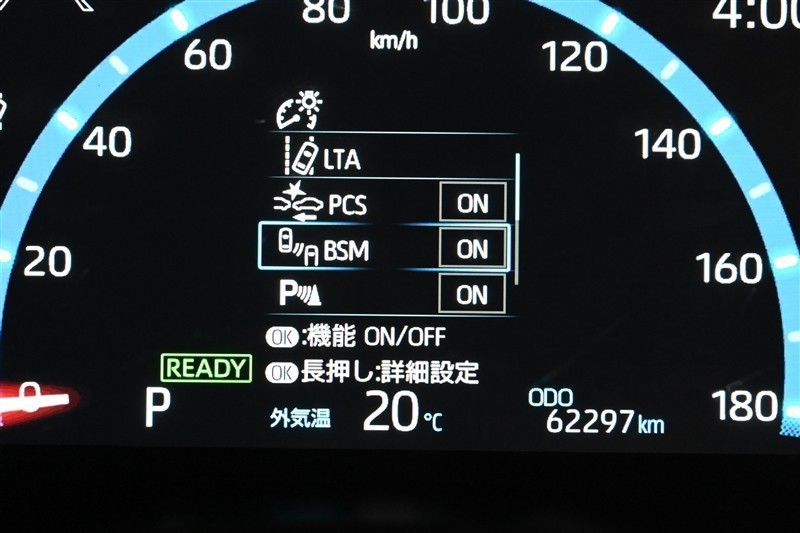 80 100 4:00
km/h
60 120
40 140
LTA
PCS ON
BSM ON
20 160
P ON
OK:機能 ON/OFF
READY OK長押し:詳細設定
0 P 外気温 20℃ ODO 62297km 180